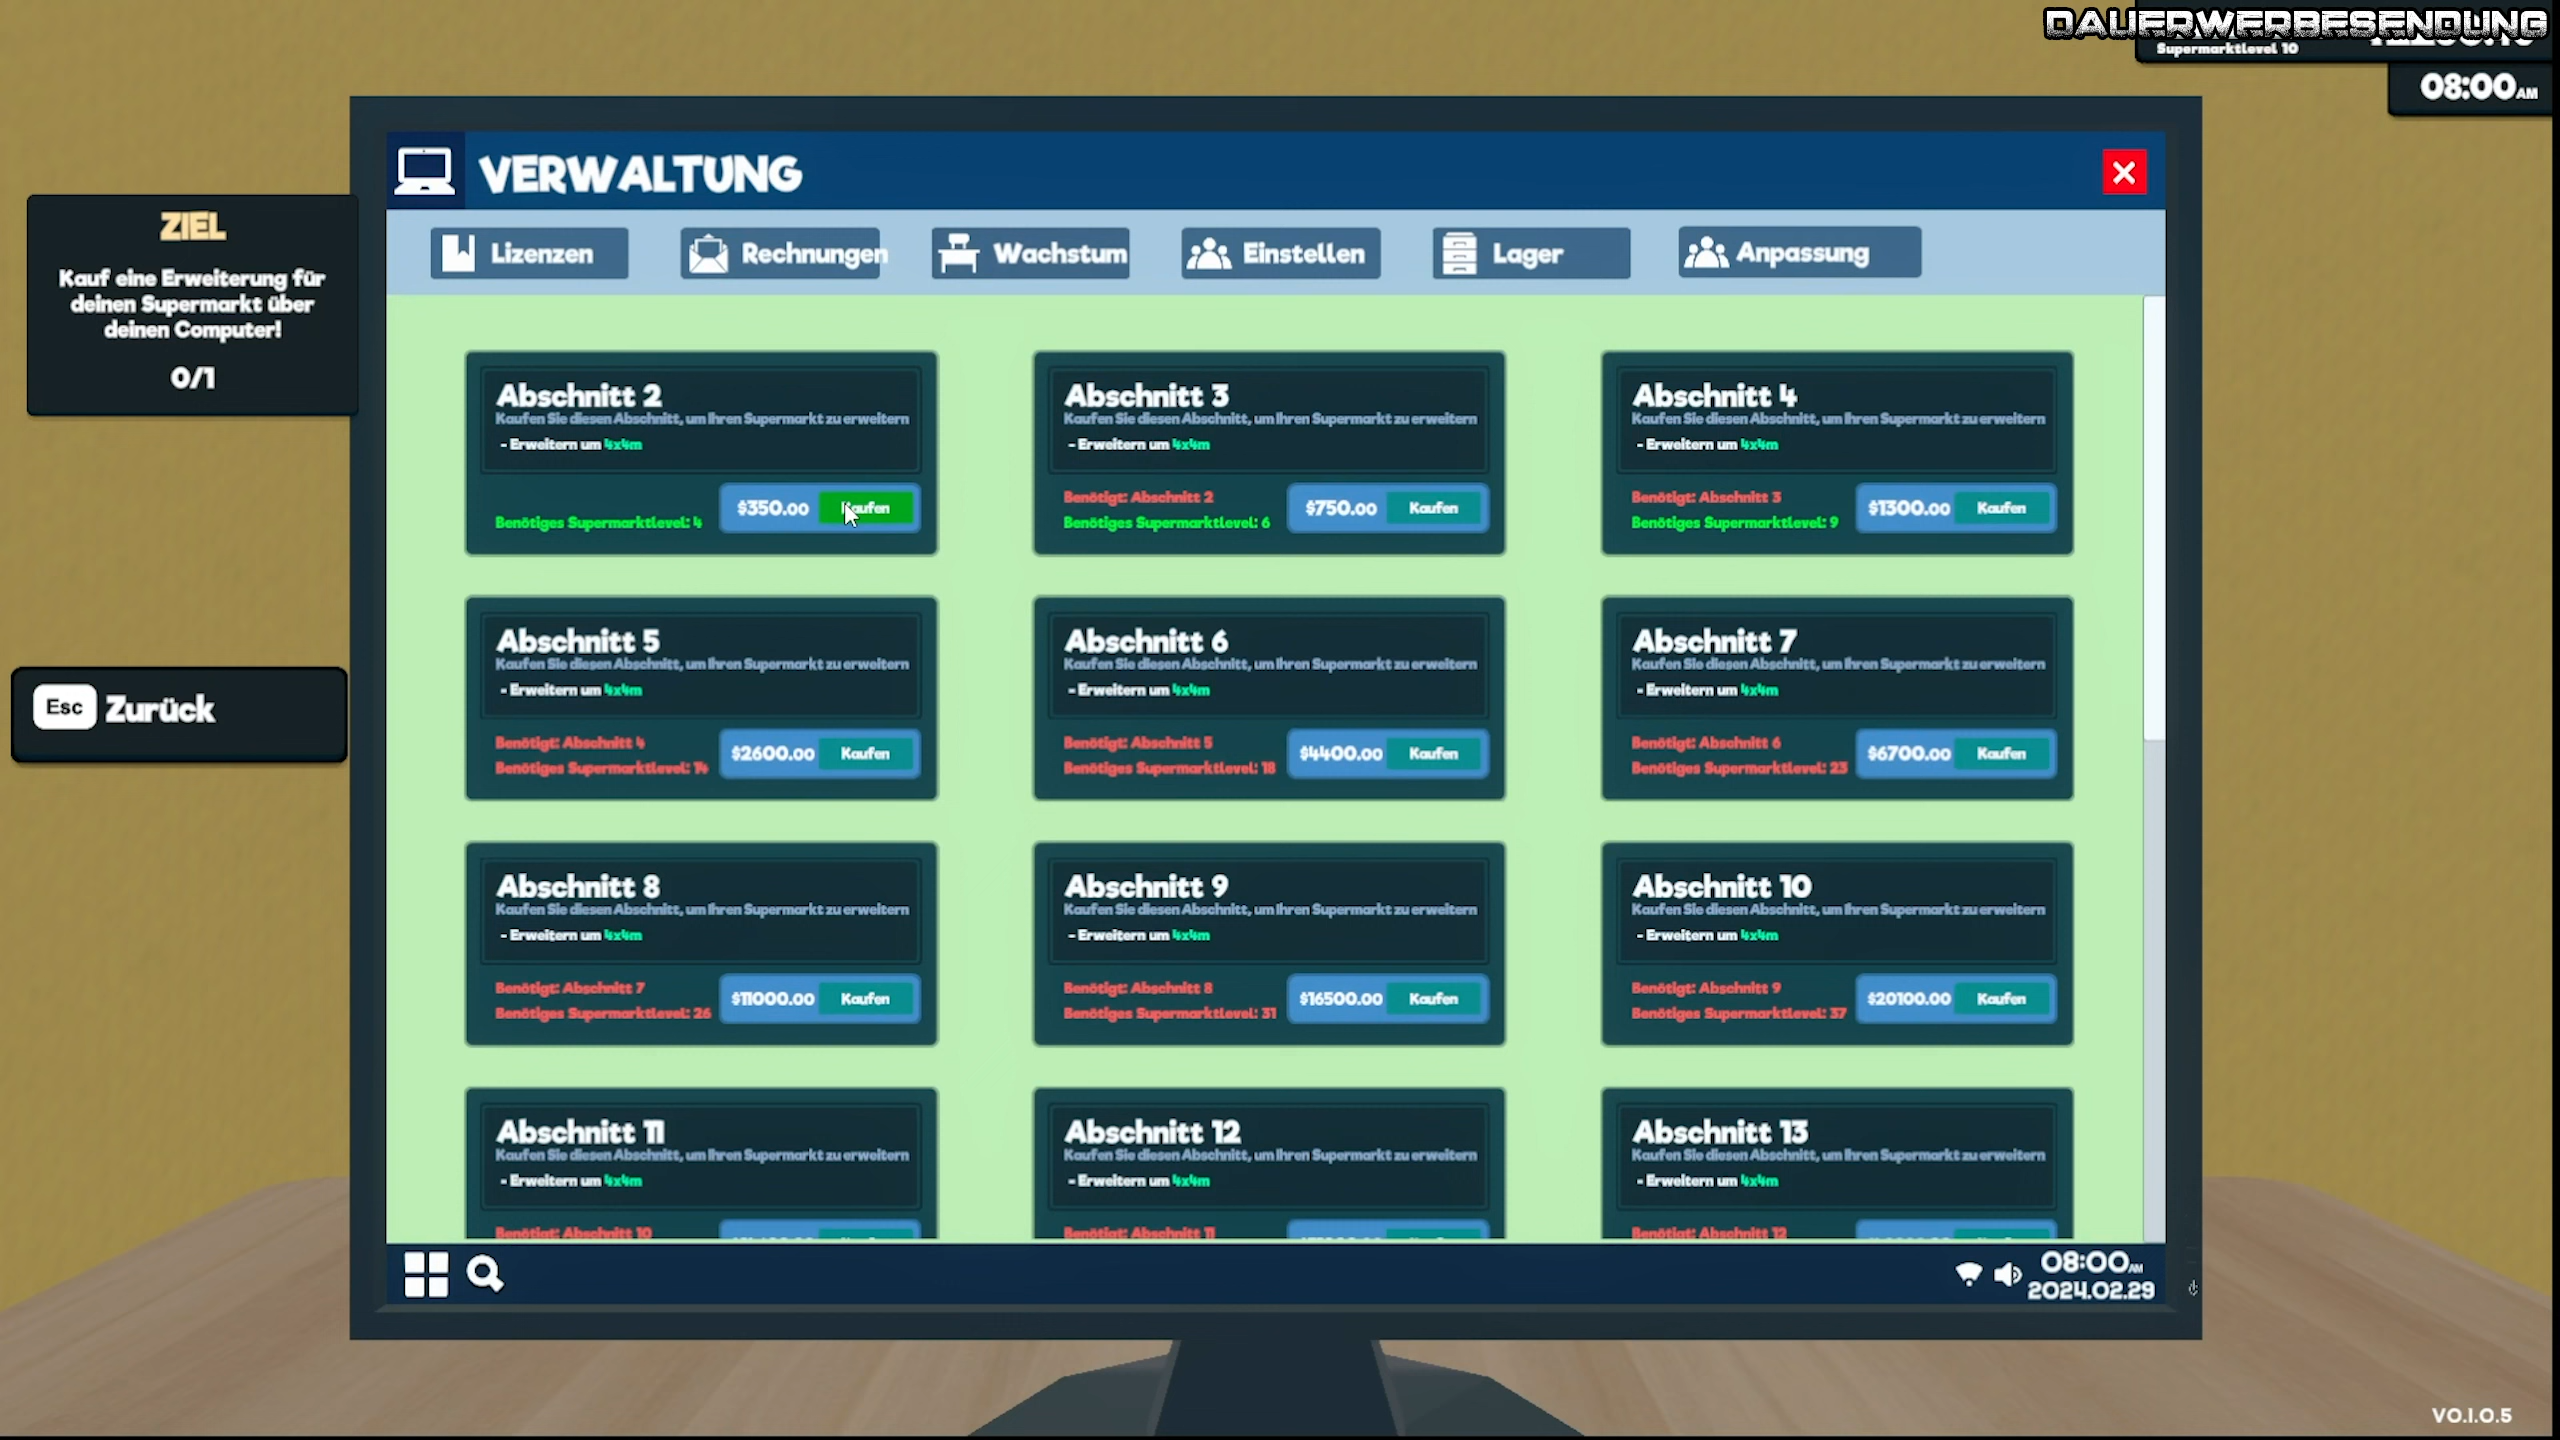 DAUERWERBESENDUNG
Supermarktlevel 10
08:00AM
VERWALTUNG
ZIEL
Kauf eine Erweiterung für
deinen Supermarkt über
deinen Computer!
0/1
Lizenzen
Rechnungen
Wachstum
Einstellen
Lager
Anpassung
Abschnitt 2
Kaufen Sie diesen Abschnitt, um Ihren Supermarkt zu erweitern
- Erweitern um 4x4m
Benötiges Supermarktlevel: 4
$350.00
Kaufen
Abschnitt 3
Kaufen Sie diesen Abschnitt, um Ihren Supermarkt zu erweitern
- Erweitern um 4x4m
Benötigt: Abschnitt 2
Benötiges Supermarktlevel: 6
$750.00
Kaufen
Abschnitt 4
Kaufen Sie diesen Abschnitt, um Ihren Supermarkt zu erweitern
- Erweitern um 4x4m
Benötigt: Abschnitt 3
Benötiges Supermarktlevel: 9
$1300.00
Kaufen
Abschnitt 5
Kaufen Sie diesen Abschnitt, um Ihren Supermarkt zu erweitern
- Erweitern um 4x4m
Benötigt: Abschnitt 4
Benötiges Supermarktlevel: 14
$2600.00
Kaufen
Abschnitt 6
Kaufen Sie diesen Abschnitt, um Ihren Supermarkt zu erweitern
- Erweitern um 4x4m
Benötigt: Abschnitt 5
Benötiges Supermarktlevel: 18
$4400.00
Kaufen
Abschnitt 7
Kaufen Sie diesen Abschnitt, um Ihren Supermarkt zu erweitern
- Erweitern um 4x4m
Benötigt: Abschnitt 6
Benötiges Supermarktlevel: 23
$6700.00
Kaufen
Esc Zurück
Abschnitt 8
Kaufen Sie diesen Abschnitt, um Ihren Supermarkt zu erweitern
- Erweitern um 4x4m
Benötigt: Abschnitt 7
Benötiges Supermarktlevel: 26
$11000.00
Kaufen
Abschnitt 9
Kaufen Sie diesen Abschnitt, um Ihren Supermarkt zu erweitern
- Erweitern um 4x4m
Benötigt: Abschnitt 8
Benötiges Supermarktlevel: 31
$16500.00
Kaufen
Abschnitt 10
Kaufen Sie diesen Abschnitt, um Ihren Supermarkt zu erweitern
- Erweitern um 4x4m
Benötigt: Abschnitt 9
Benötiges Supermarktlevel: 37
$20100.00
Kaufen
Abschnitt 11
Kaufen Sie diesen Abschnitt, um Ihren Supermarkt zu erweitern
- Erweitern um 4x4m
Benötigt: Abschnitt 10
Abschnitt 12
Kaufen Sie diesen Abschnitt, um Ihren Supermarkt zu erweitern
- Erweitern um 4x4m
Benötigt: Abschnitt 11
Abschnitt 13
Kaufen Sie diesen Abschnitt, um Ihren Supermarkt zu erweitern
- Erweitern um 4x4m
Benötigt: Abschnitt 12
08:00AM
2024.02.29
V0.1.0.5